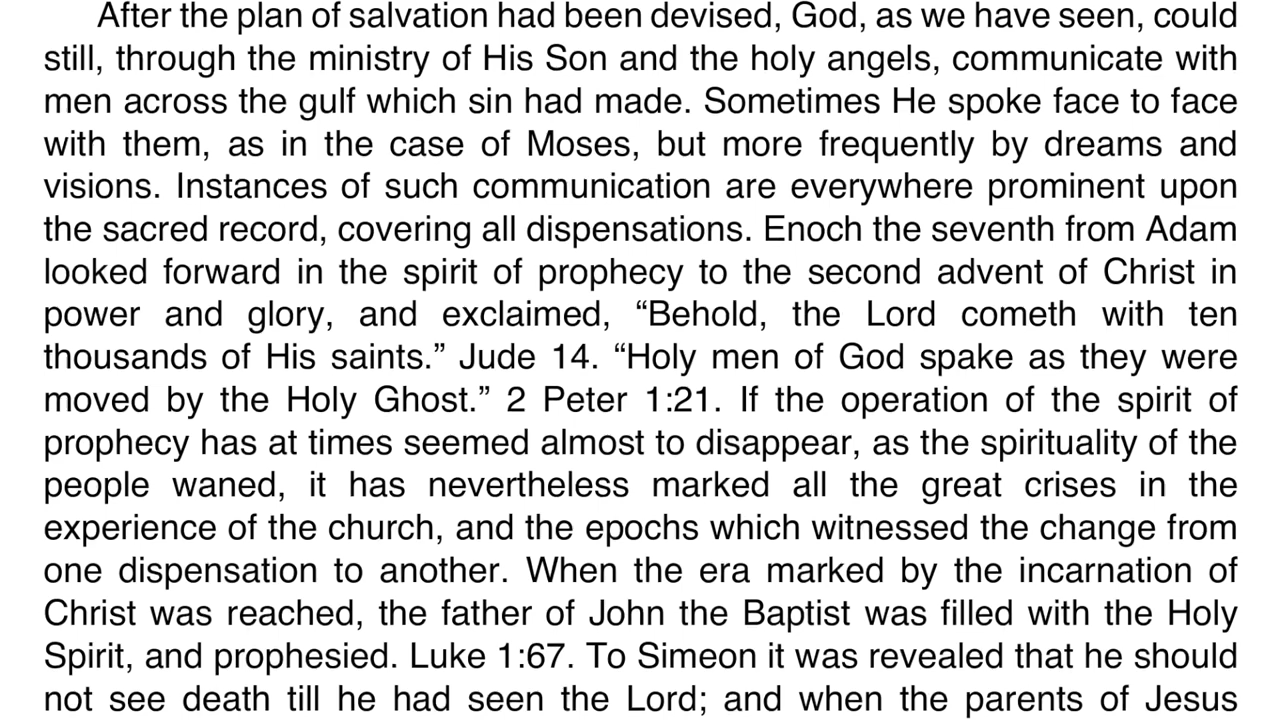 After the plan of salvation had been devised, God, as we have seen, could
still, through the ministry of His Son and the holy angels, communicate with
men across the gulf which sin had made. Sometimes He spoke face to face
with them, as in the case of Moses, but more frequently by dreams and
visions. Instances of such communication are everywhere prominent upon
the sacred record, covering all dispensations. Enoch the seventh from Adam
looked forward in the spirit of prophecy to the second advent of Christ in
power and glory, and exclaimed, “Behold, the Lord cometh with ten
thousands of His saints.” Jude 14. “Holy men of God spake as they were
moved by the Holy Ghost.” 2 Peter 1:21. If the operation of the spirit of
prophecy has at times seemed almost to disappear, as the spirituality of the
people waned, it has nevertheless marked all the great crises in the
experience of the church, and the epochs which witnessed the change from
one dispensation to another. When the era marked by the incarnation of
Christ was reached, the father of John the Baptist was filled with the Holy
Spirit, and prophesied. Luke 1:67. To Simeon it was revealed that he should
not see death till he had seen the Lord; and when the parents of Jesus